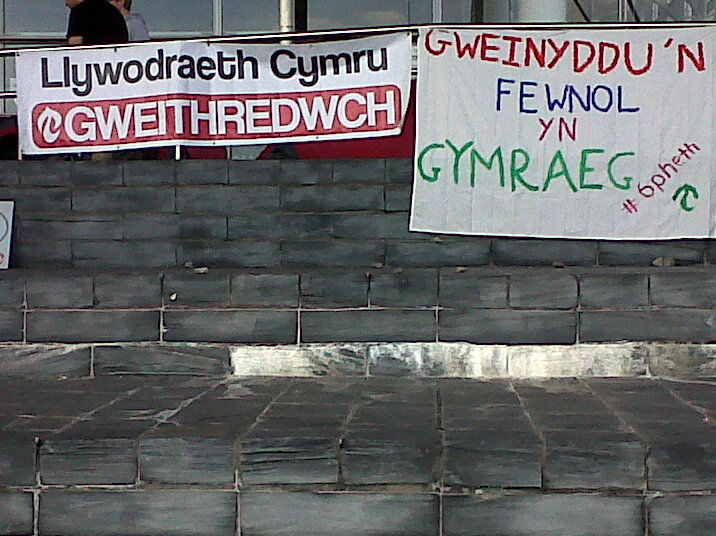 Llywodraeth Cymru
GWEITHREDWCH
GWEINYDDU'N
FEWNOL
YN
GYMRAEG
#6pheth